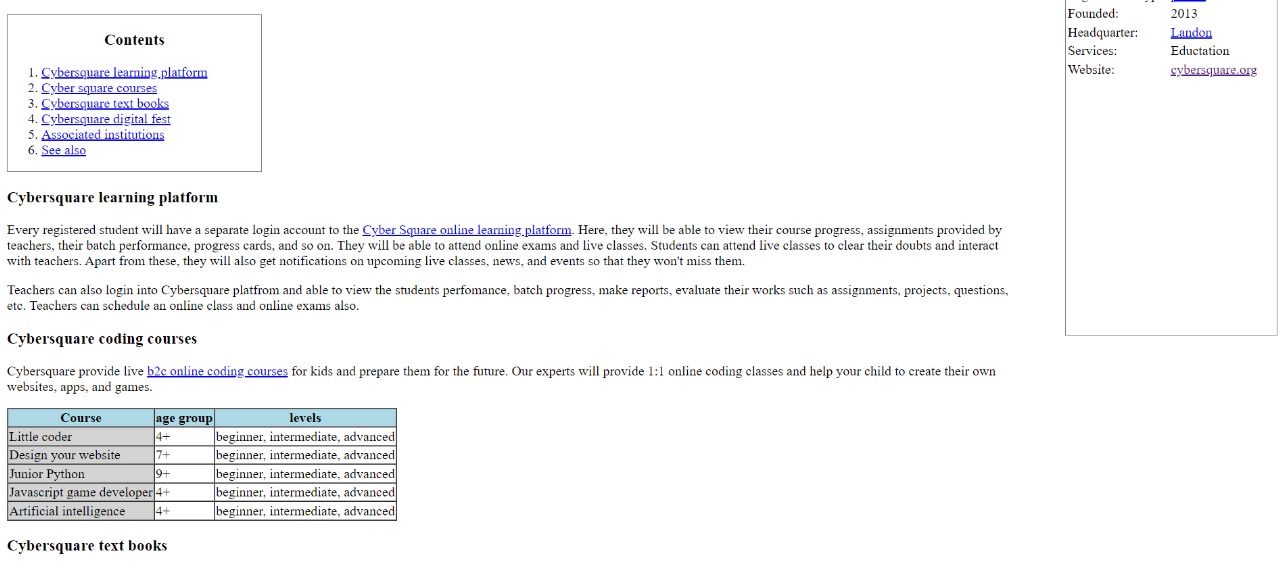 Founded: 2013
Headquarter: Landon
Services: Eductation
Website: cybersquare.org
Contents
1. Cybersquare learning platform
2. Cyber square courses
3. Cybersquare text books
4. Cybersquare digital fest
5. Associated institutions
6. See also
Cybersquare learning platform
Every registered student will have a separate login account to the Cyber Square online learning platform. Here, they will be able to view their course progress, assignments provided by
teachers, their batch performance, progress cards, and so on. They will be able to attend online exams and live classes. Students can attend live classes to clear their doubts and interact
with teachers. Apart from these, they will also get notifications on upcoming live classes, news, and events so that they won't miss them.
Teachers can also login into Cybersquare platfrom and able to view the students perfomance, batch progress, make reports, evaluate their works such as assignments, projects, questions,
etc. Teachers can schedule an online class and online exams also.
Cybersquare coding courses
Cybersquare provide live b2c online coding courses for kids and prepare them for the future. Our experts will provide 1:1 online coding classes and help your child to create their own
websites, apps, and games.
Course age group levels
Little coder 4+ beginner, intermediate, advanced
Design your website 7+ beginner, intermediate, advanced
Junior Python 9+ beginner, intermediate, advanced
Javascript game developer 4+ beginner, intermediate, advanced
Artificial intelligence 4+ beginner, intermediate, advanced
Cybersquare text books